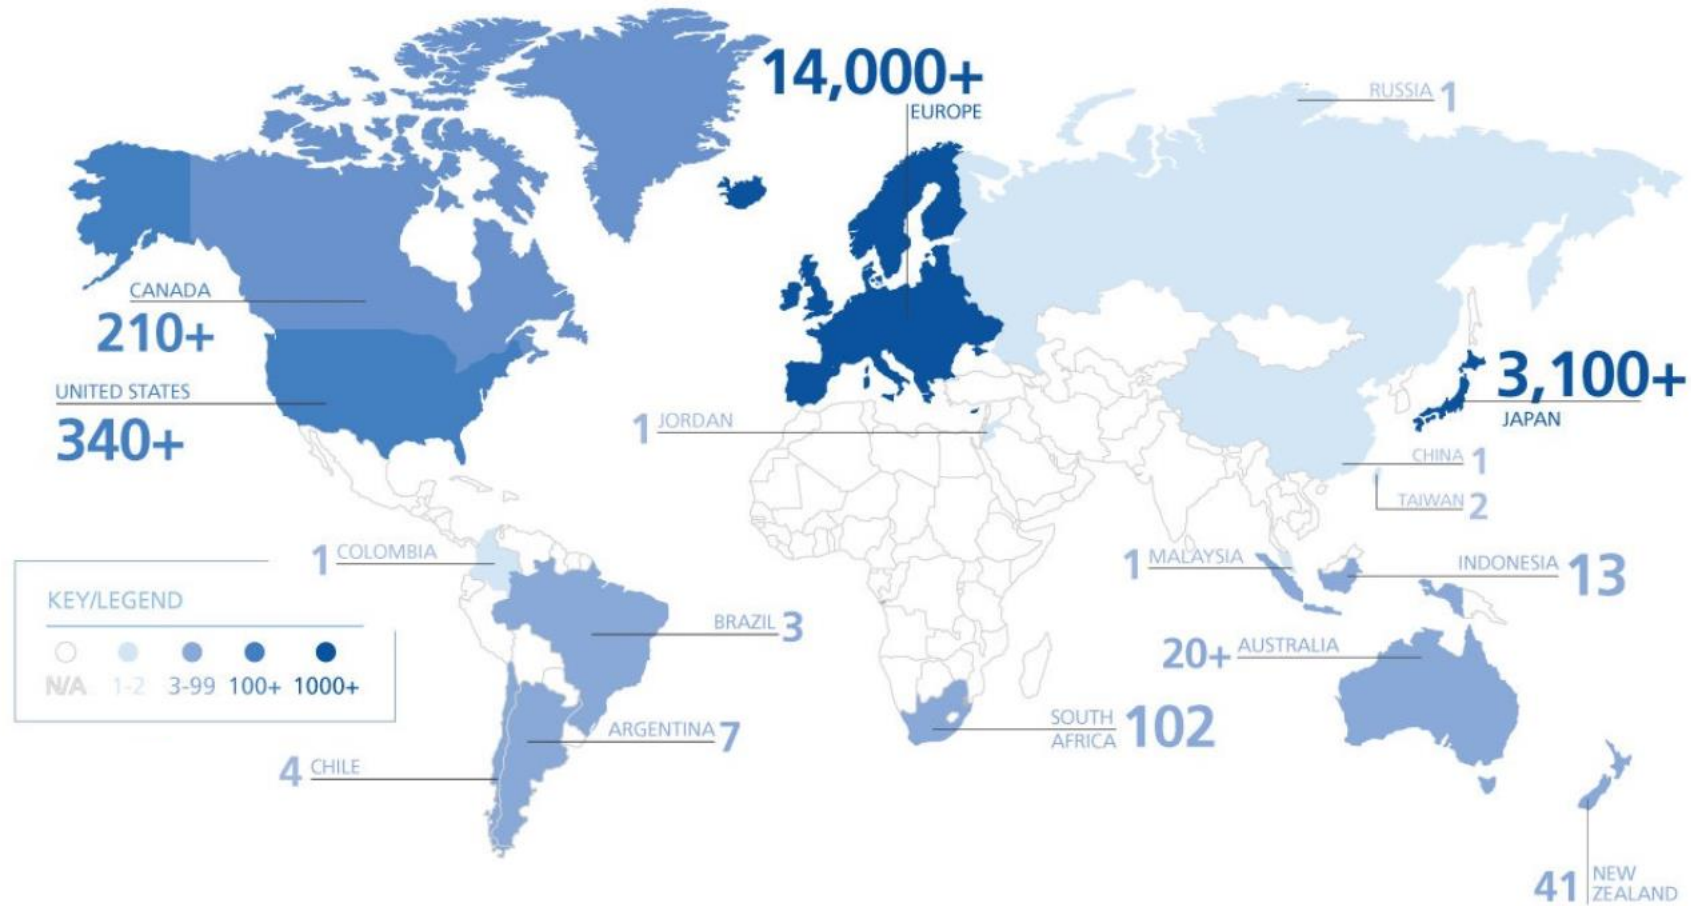 14,000+
EUROPE
RUSSIA 1
CANADA
210+
UNITED STATES
340+
3,100+
JAPAN
1 JORDAN
CHINA 1
TAIWAN 2
1 COLOMBIA
1 MALAYSIA
INDONESIA 13
BRAZIL 3
20+ AUSTRALIA
ARGENTINA 7
SOUTH
AFRICA 102
4 CHILE
41 NEW
ZEALAND
KEY/LEGEND
N/A 1-2 3-99 100+ 1000+